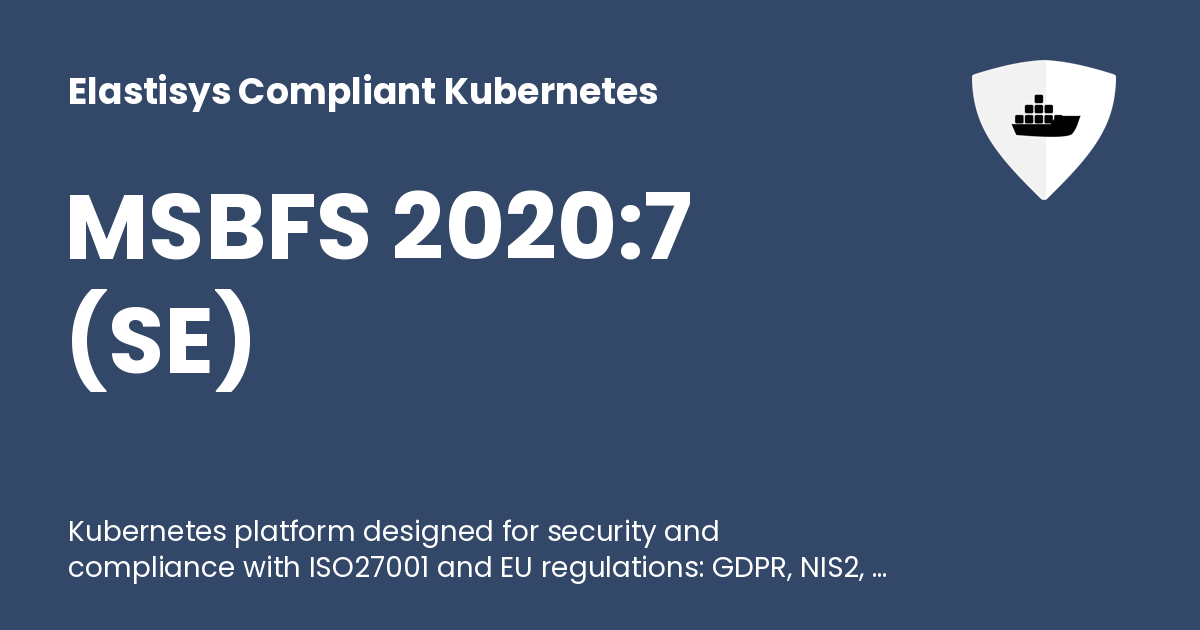 Elastisys Compliant Kubernetes
MSBFS 2020:7
(SE)
Kubernetes platform designed for security and
compliance with ISO27001 and EU regulations: GDPR, NIS2, ...